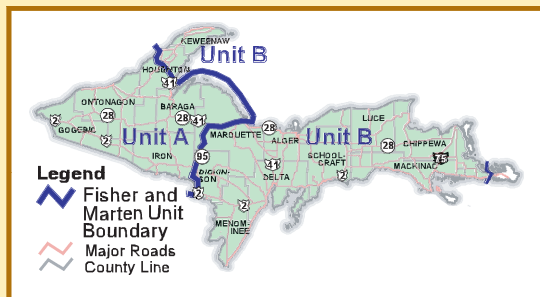 KEWEENAW
Unit B
HOUGHTON
41
ONTONAGON
BARAGA
LUCE
2
28
28
41
28
28
GOGEBIC
Unit A
MARQUETTE
Unit B
CHIPPEWA
2
ALGER
IRON
95
SCHOOL-
CRAFT
MACKINAC
75
41
DICKIN-
SON
DELTA
2
2
2
MENOM-
INEE
Legend
Fisher and
Marten Unit
Boundary
Major Roads
County Line